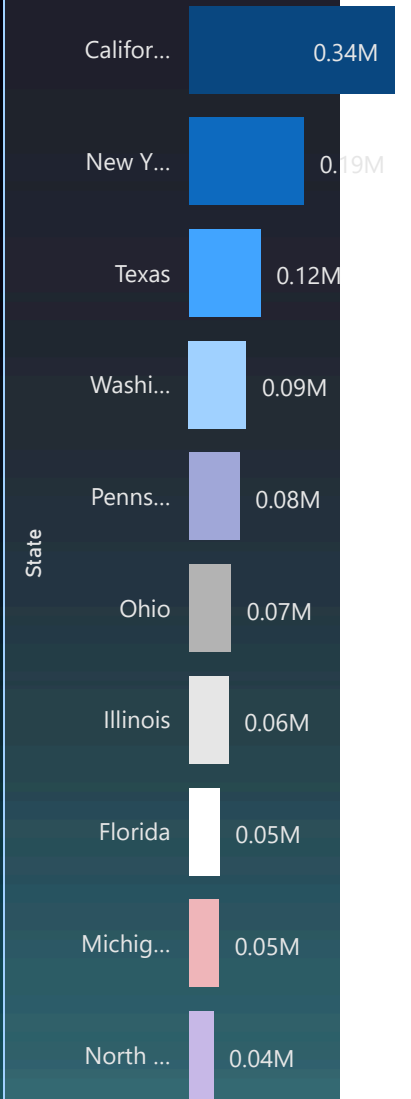 Califor... 0.34M
New Y... 0.19M
Texas 0.12M
Washi... 0.09M
Penns... 0.08M
State
Ohio 0.07M
Illinois 0.06M
Florida 0.05M
Michig... 0.05M
North ... 0.04M